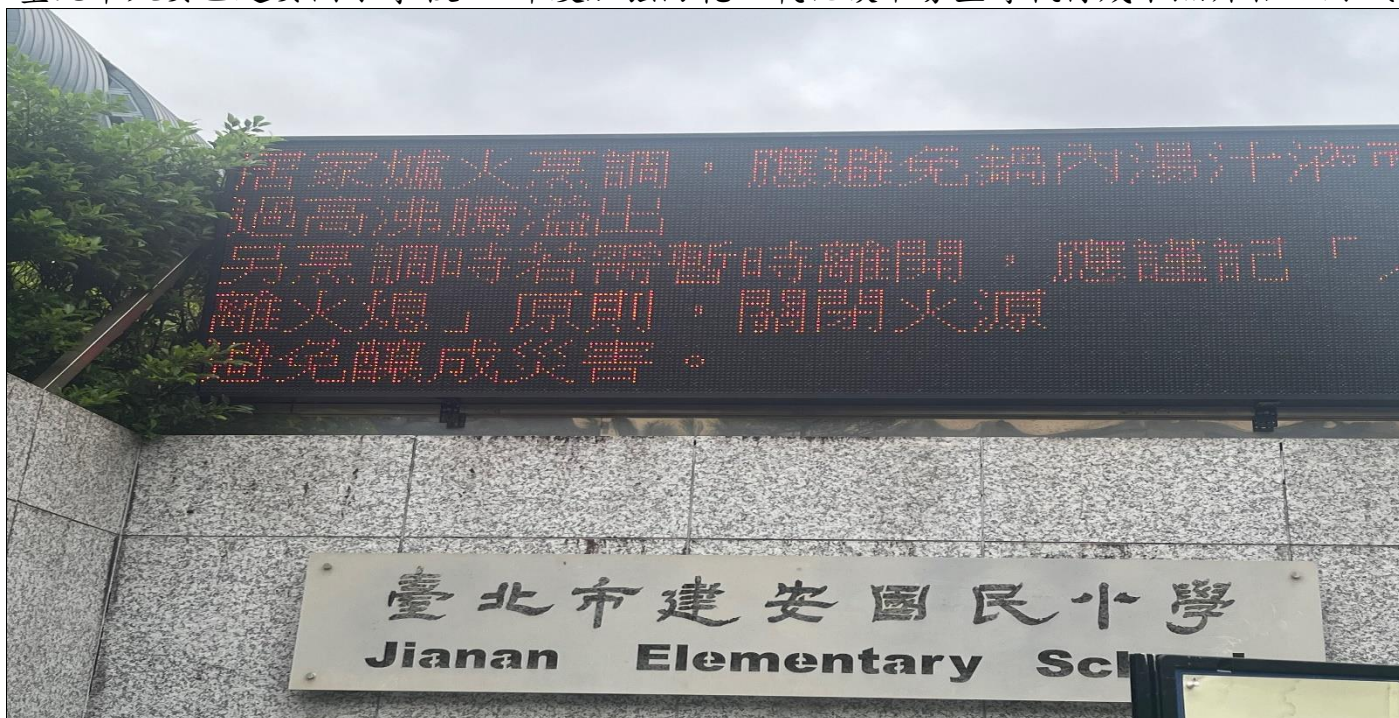 居家爐火烹調，應避免鍋內湯汁液
過高沸騰溢出
另烹調時若需暫時離開，應謹記「
離火熄」原則，關閉火源
避免釀成災害。
臺北市建安國民小學
Jianan Elementary